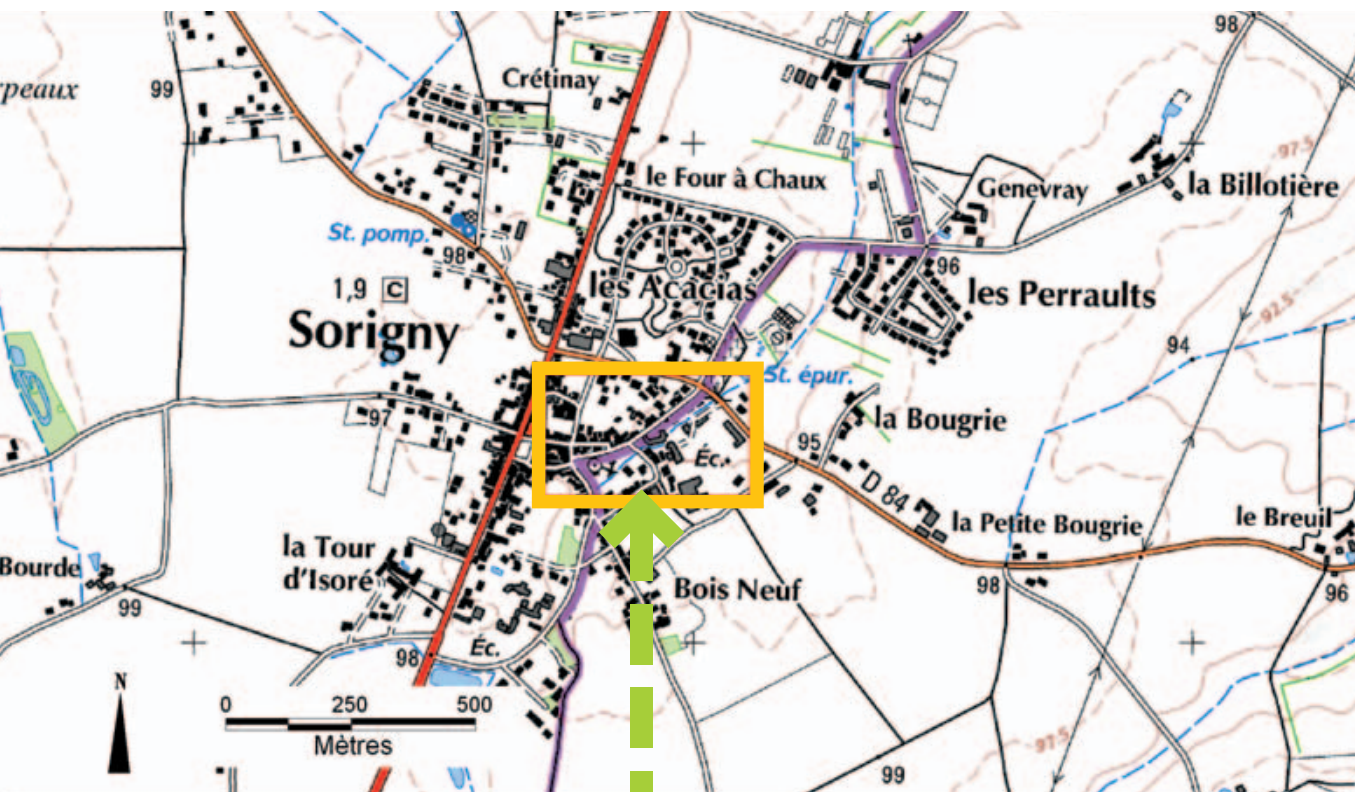 98
rpeaux
99
Crétinay
97.5
le Four à Chaux
Genevray
la Billotière
St. pomp.
98
96
1,9 C
les Acacias
les Perraults
92.5
Sorigny
94
St. épur.
97
la Bougrie
95
Éc.
D 84
la Petite Bougrie
le Breuil
la Tour
d'Isoré
Bourde
99
Bois Neuf
98
96
Éc.
98
N
0 250 500
Mètres
97.5
99